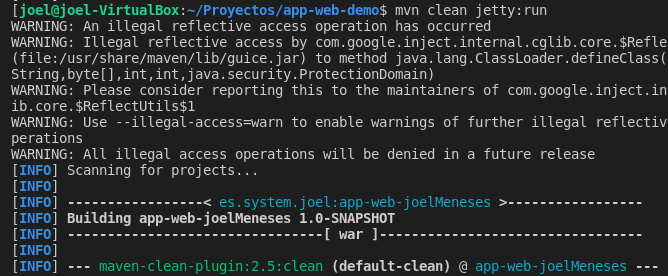 [joel@joel-VirtualBox:~/Proyectos/app-web-demo$ mvn clean jetty:run
WARNING: An illegal reflective access operation has occurred
WARNING: Illegal reflective access by com.google.inject.internal.cglib.core.$Refle
(file:/usr/share/maven/lib/guice.jar) to method java.lang.ClassLoader.defineClass(
String,byte[],int,int,java.security.ProtectionDomain)
WARNING: Please consider reporting this to the maintainers of com.google.inject.in
ib.core.$ReflectUtils$1
WARNING: Use --illegal-access=warn to enable warnings of further illegal reflectiv
perations
WARNING: All illegal access operations will be denied in a future release
[INFO] Scanning for projects...
[INFO]
[INFO] -----------------< es.system.joel:app-web-joelMeneses >-----------------
[INFO] Building app-web-joelMeneses 1.0-SNAPSHOT
[INFO] --------------------------------[ war ]---------------------------------
[INFO]
[INFO] --- maven-clean-plugin:2.5:clean (default-clean) @ app-web-joelMeneses ---